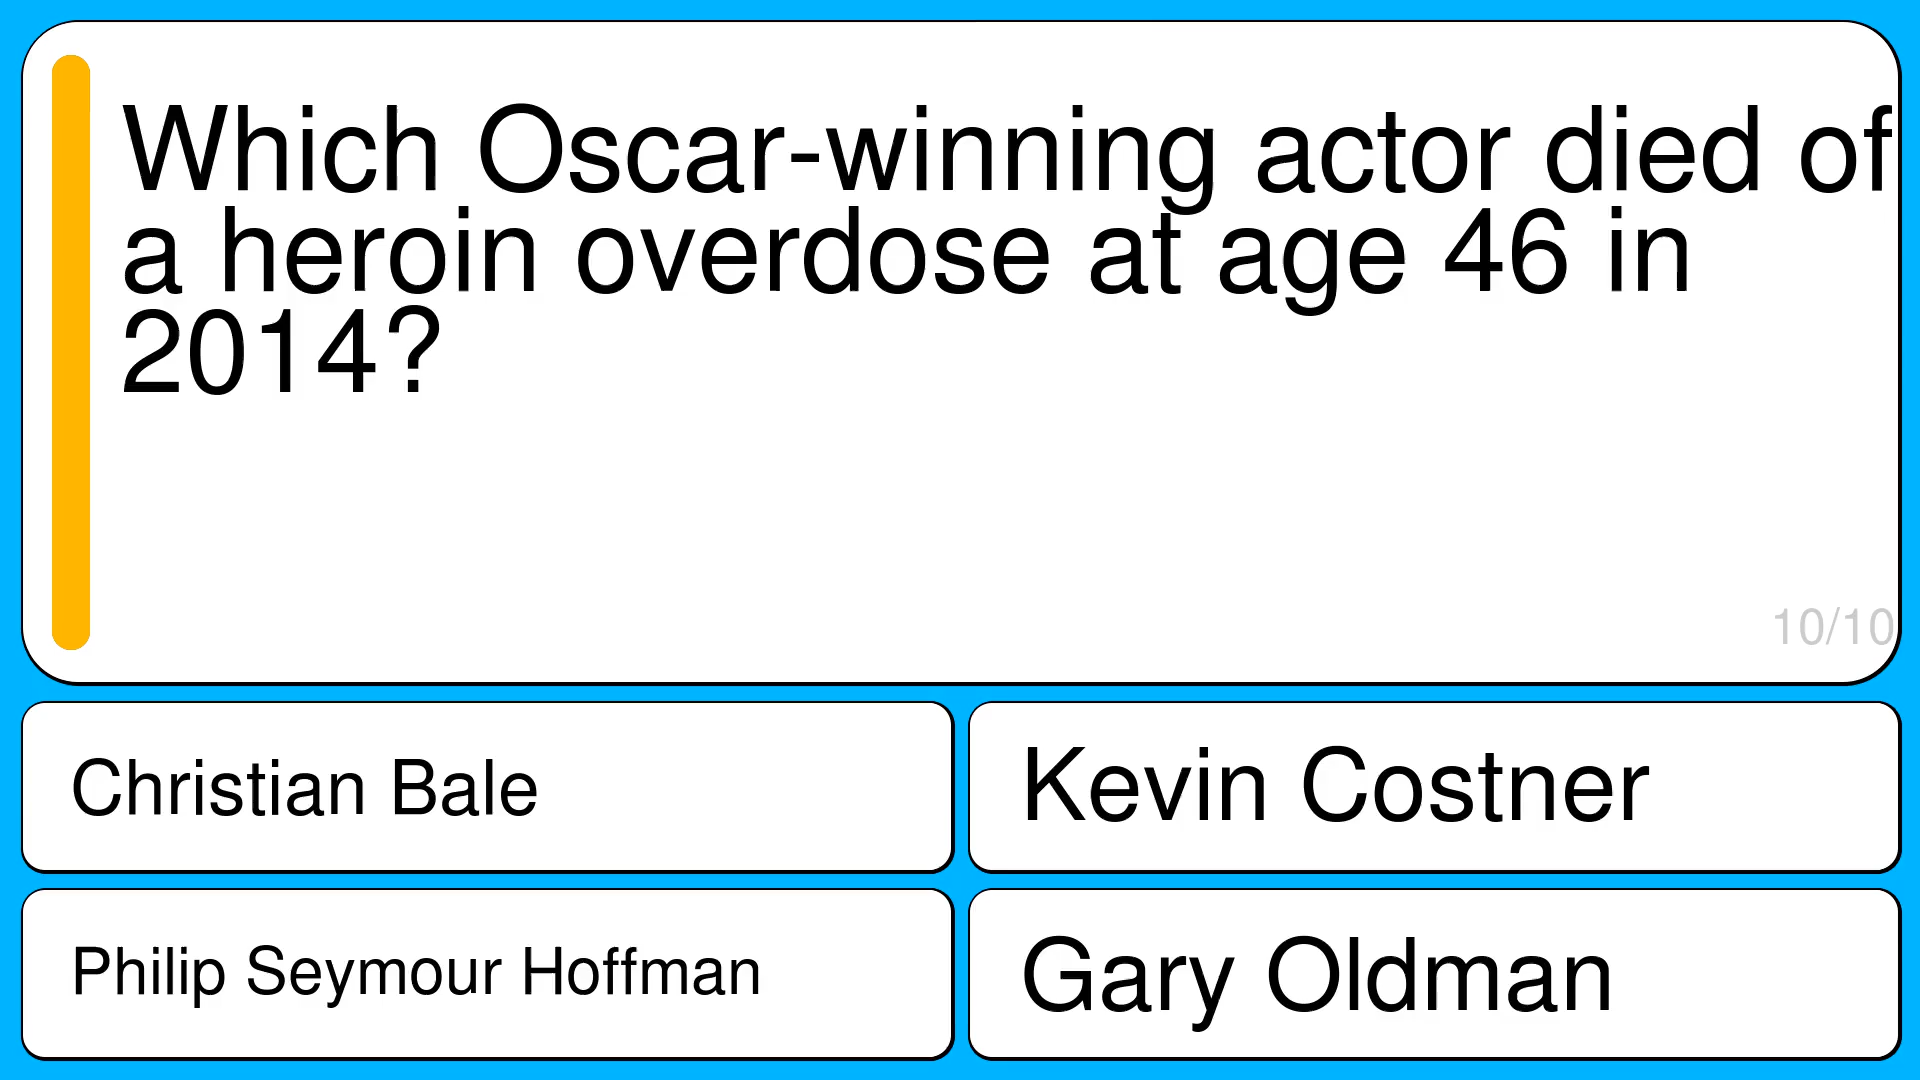 Which Oscar-winning actor died of
a heroin overdose at age 46 in
2014?
10/10
Christian Bale
Kevin Costner
Philip Seymour Hoffman
Gary Oldman